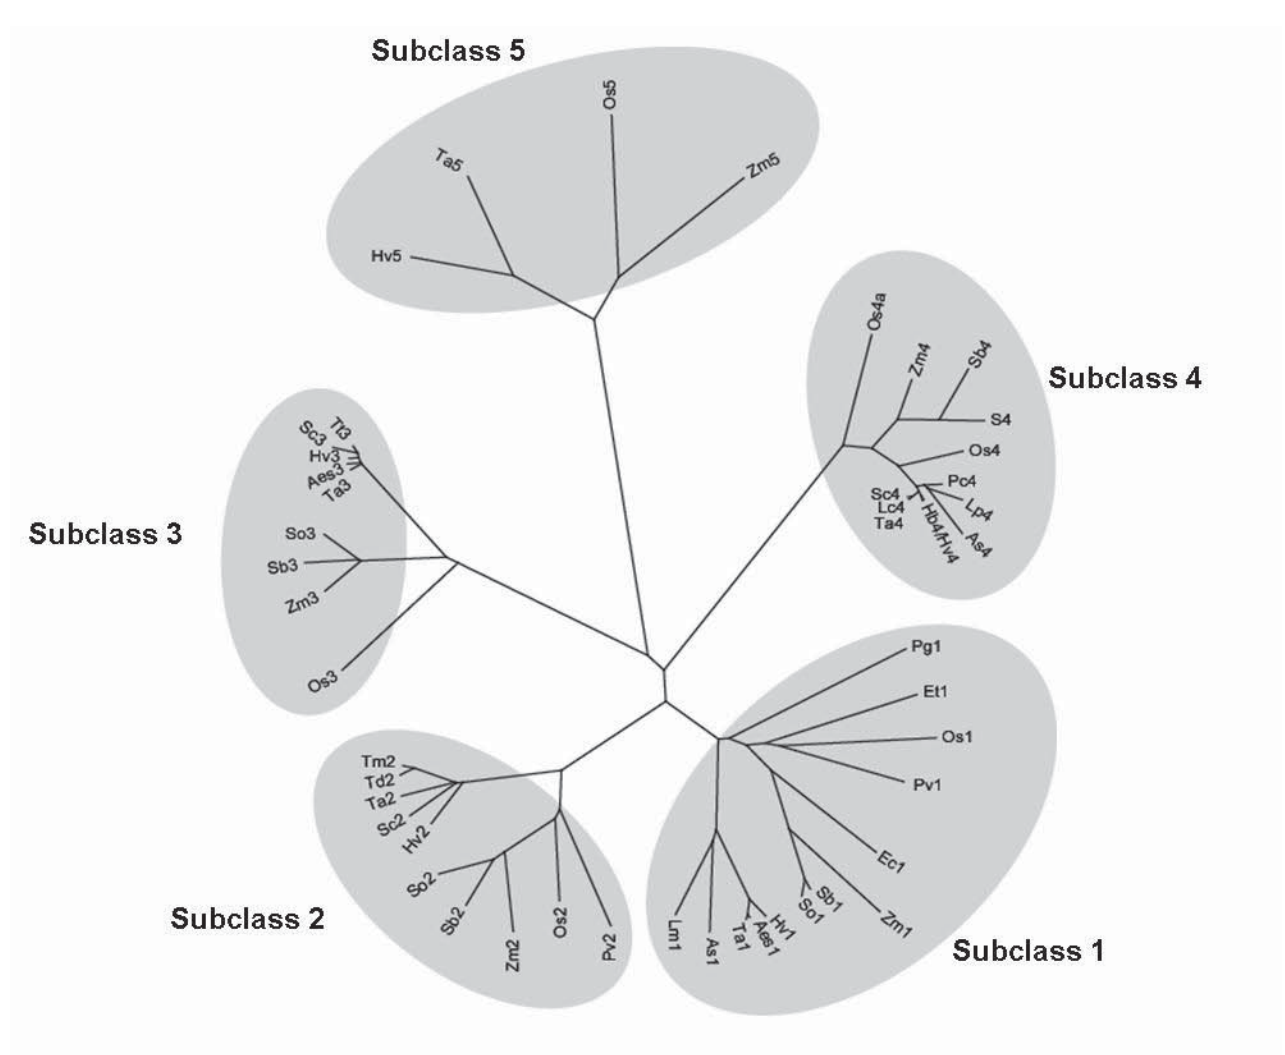 Subclass 5
Os5
Ta5
Zm5
Hv5
Os4a
Zm4
Sb4
Subclass 4
S4
Os4
Pc4
Sc4
Lc4
Ta4
Lp4
Hb4/Hv4
As4
Tt3
Sc3
Hv3
Aes3
Ta3
Subclass 3
So3
Sb3
Zm3
Os3
Pg1
Et1
Os1
Pv1
Ec1
Zm1
Sb1
So1
Hv1
Aes1
Ta1
As1
Lm1
Subclass 1
Tm2
Td2
Ta2
Sc2
Hv2
So2
Sb2
Zm2
Os2
Pv2
Subclass 2